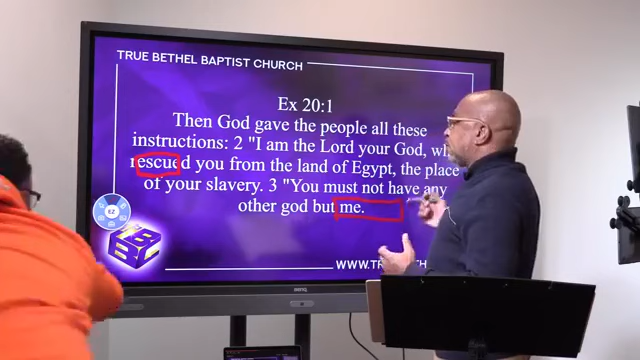 TRUE BETHEL BAPTIST CHURCH
Ex 20:1
Then God gave the people all these
instructions: 2 "I am the Lord your God,
rescued you from the land of Egypt, the place
of your slavery. 3 "You must not have any
other god but me.
EZ
WWW.
BENQ